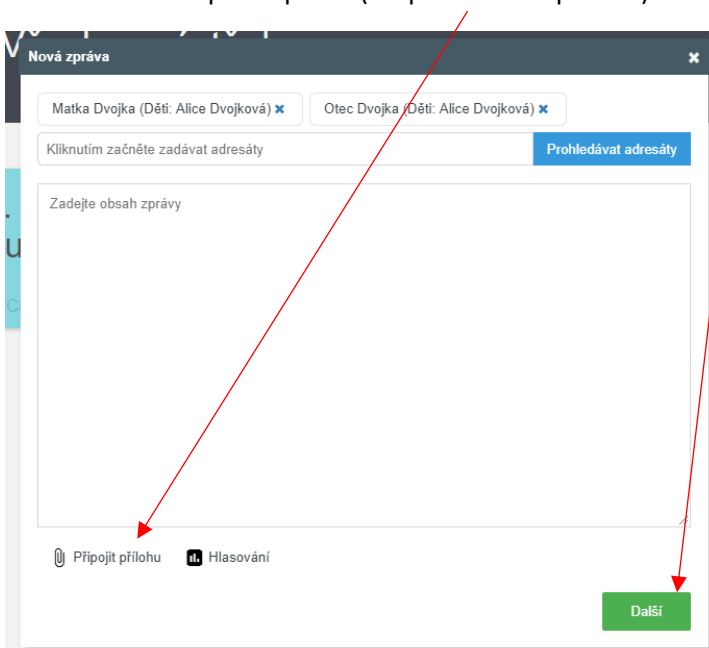 Nová zpráva
Matka Dvojka (Děti: Alice Dvojková) Otec Dvojka (Děti: Alice Dvojková)
Kliknutím začněte zadávat adresáty Prohledávat adresáty
Zadejte obsah zprávy
Připojit přílohu Hlasování
Další